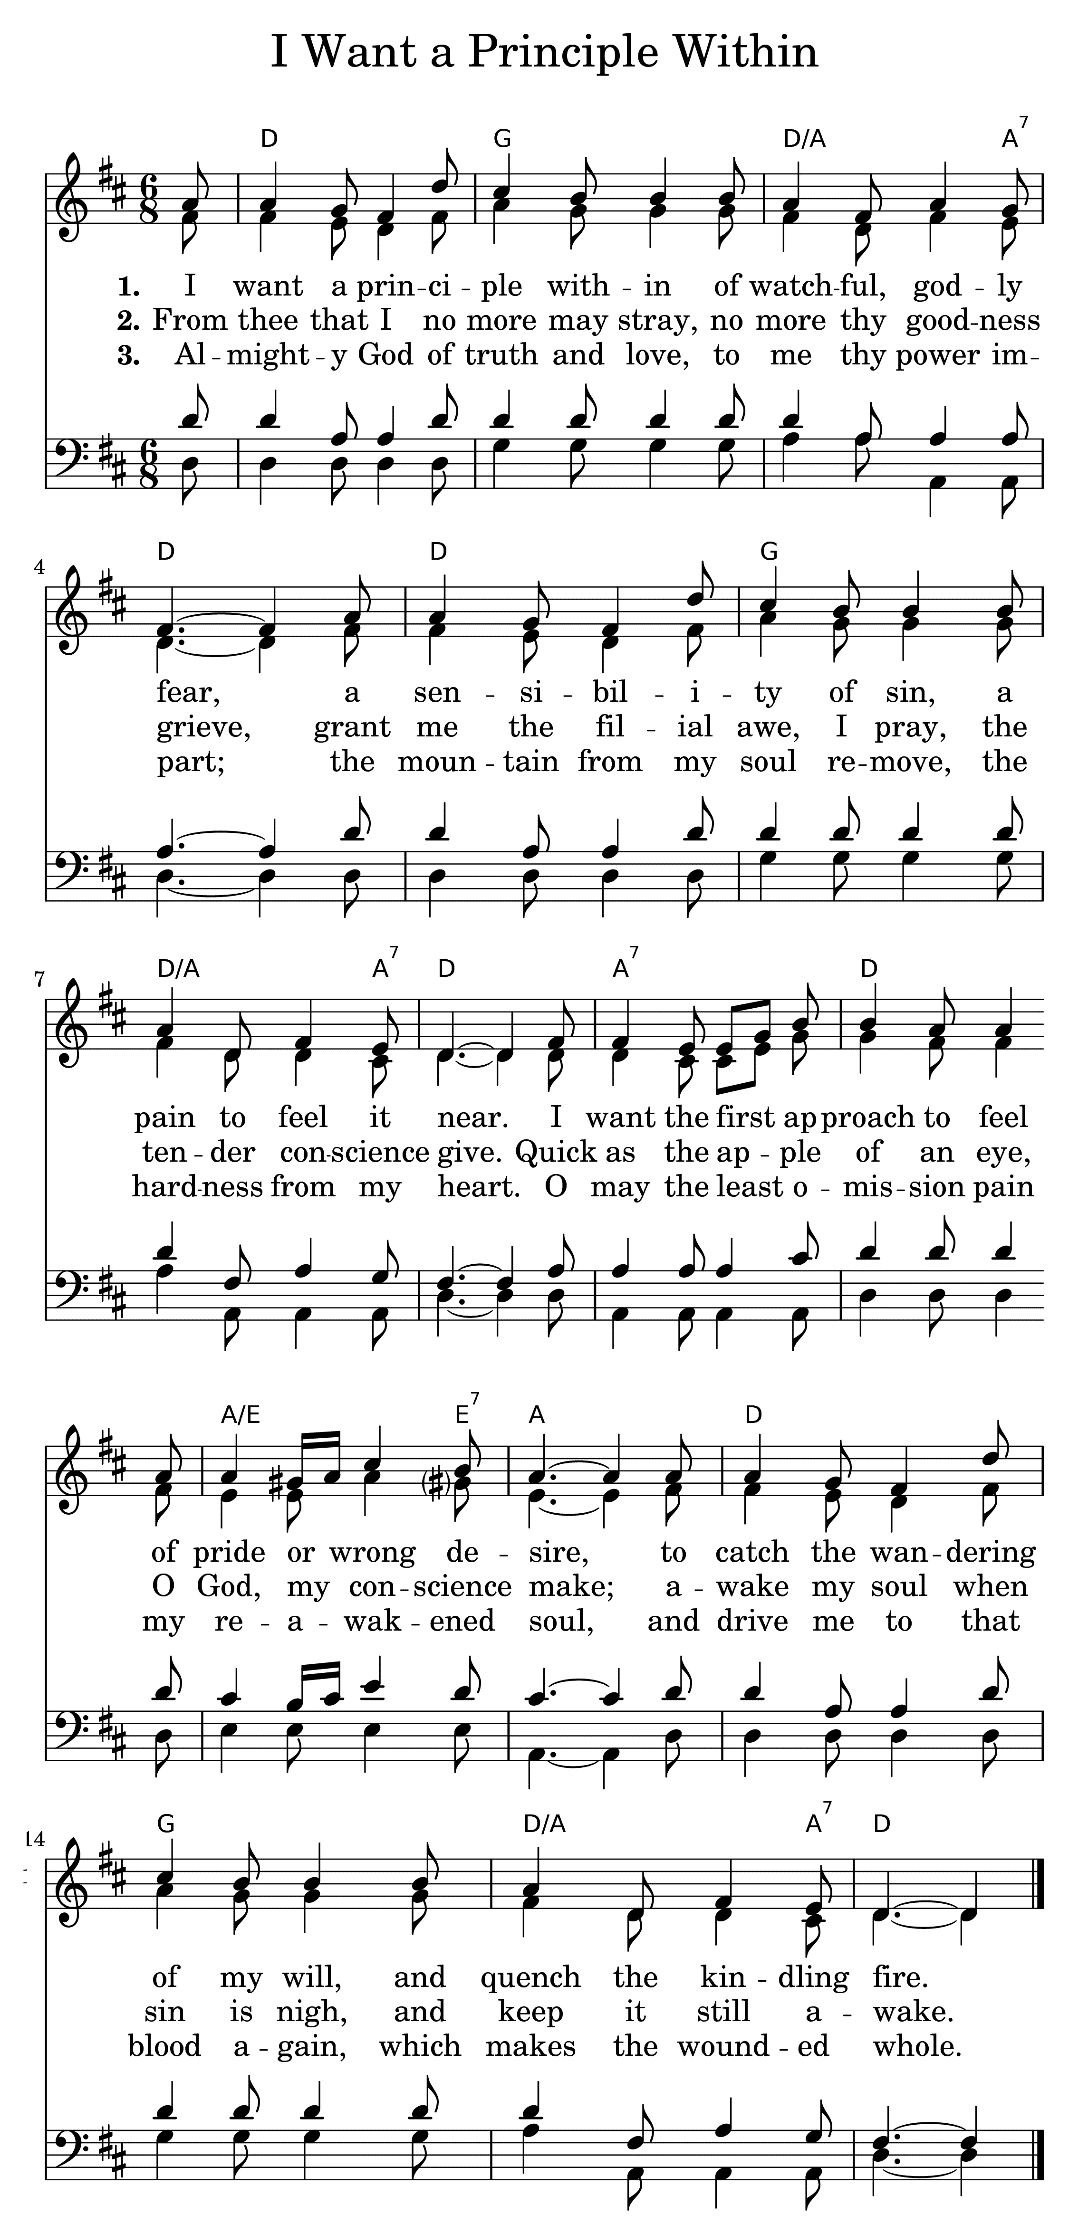 I Want a Principle Within
D G D/A A7
1. I want a prin -- ci -- ple with -- in of watch -- ful, god -- ly
2. From thee that I no more may stray, no more thy good -- ness
3. Al -- might -- y God of truth and love, to me thy power im --
4 D D G
fear, a sen -- si -- bil -- i -- ty of sin, a
grieve, grant me the fil -- ial awe, I pray, the
part; the moun -- tain from my soul re -- move, the
7 D/A A7 D A7 D
pain to feel it near. I want the first ap proach to feel
ten -- der con -- science give. Quick as the ap -- ple of an eye,
hard -- ness from my heart. O may the least o -- mis -- sion pain
A/E E7 A D
of pride or wrong de -- sire, to catch the wan -- dering
O God, my con -- science make; a -- wake my soul when
my re -- a -- wak -- ened soul, and drive me to that
14 G D/A A7 D
of my will, and quench the kin -- dling fire.
sin is nigh, and keep it still a -- wake.
blood a -- gain, which makes the wound -- ed whole.